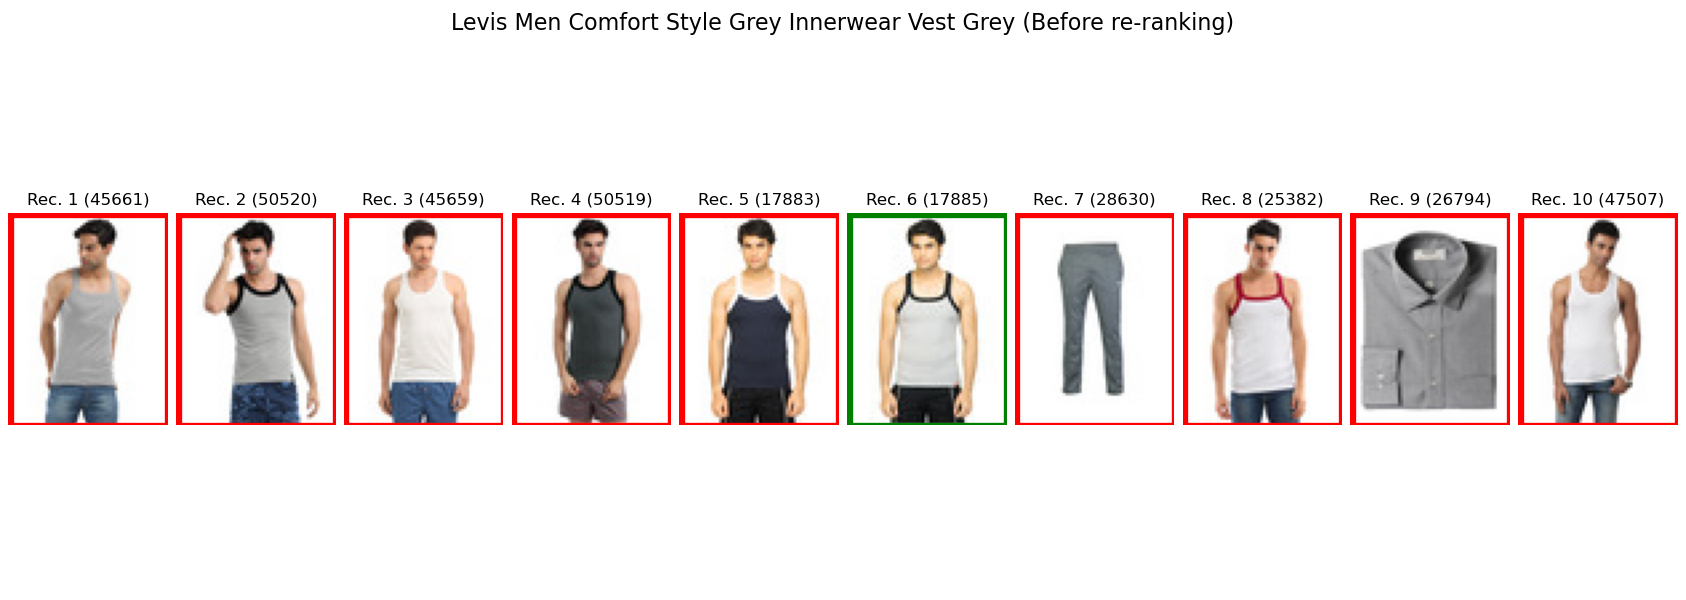 Levis Men Comfort Style Grey Innerwear Vest Grey (Before re-ranking)
Rec. 1 (45661) Rec. 2 (50520) Rec. 3 (45659) Rec. 4 (50519) Rec. 5 (17883) Rec. 6 (17885) Rec. 7 (28630) Rec. 8 (25382) Rec. 9 (26794) Rec. 10 (47507)